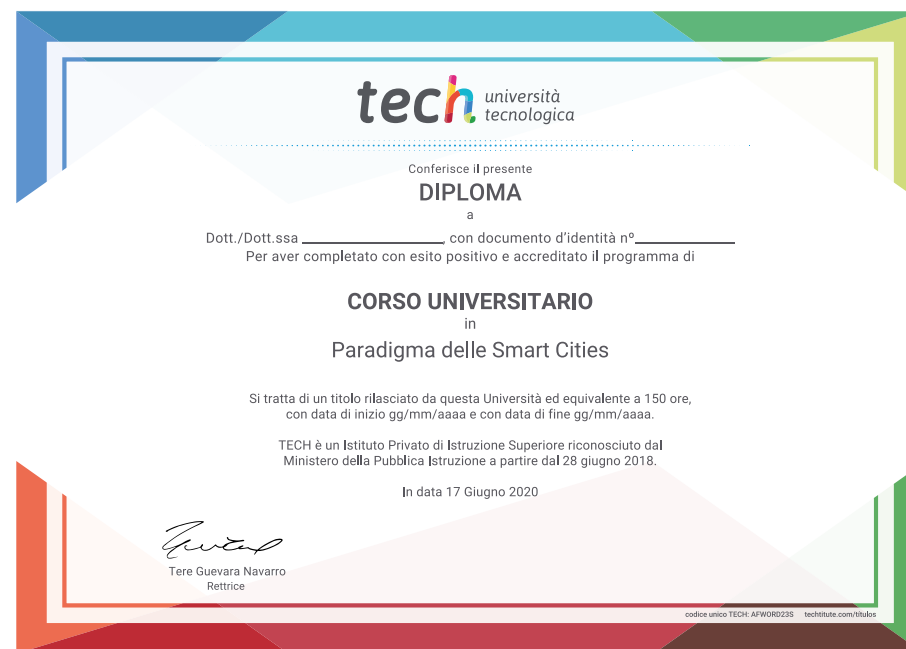 tech università
tecnologica
Conferisce il presente
DIPLOMA
a
Dott./Dott.ssa ___________________, con documento d'identità nº______________
Per aver completato con esito positivo e accreditato il programma di
CORSO UNIVERSITARIO
in
Paradigma delle Smart Cities
Si tratta di un titolo rilasciato da questa Università ed equivalente a 150 ore,
con data di inizio gg/mm/aaaa e con data di fine gg/mm/aaaa.
TECH è un Istituto Privato di Istruzione Superiore riconosciuto dal
Ministero della Pubblica Istruzione a partire dal 28 giugno 2018.
In data 17 Giugno 2020
Tere Guevara Navarro
Rettrice
codice unico TECH: AFWORD23S techtitute.com/títulos